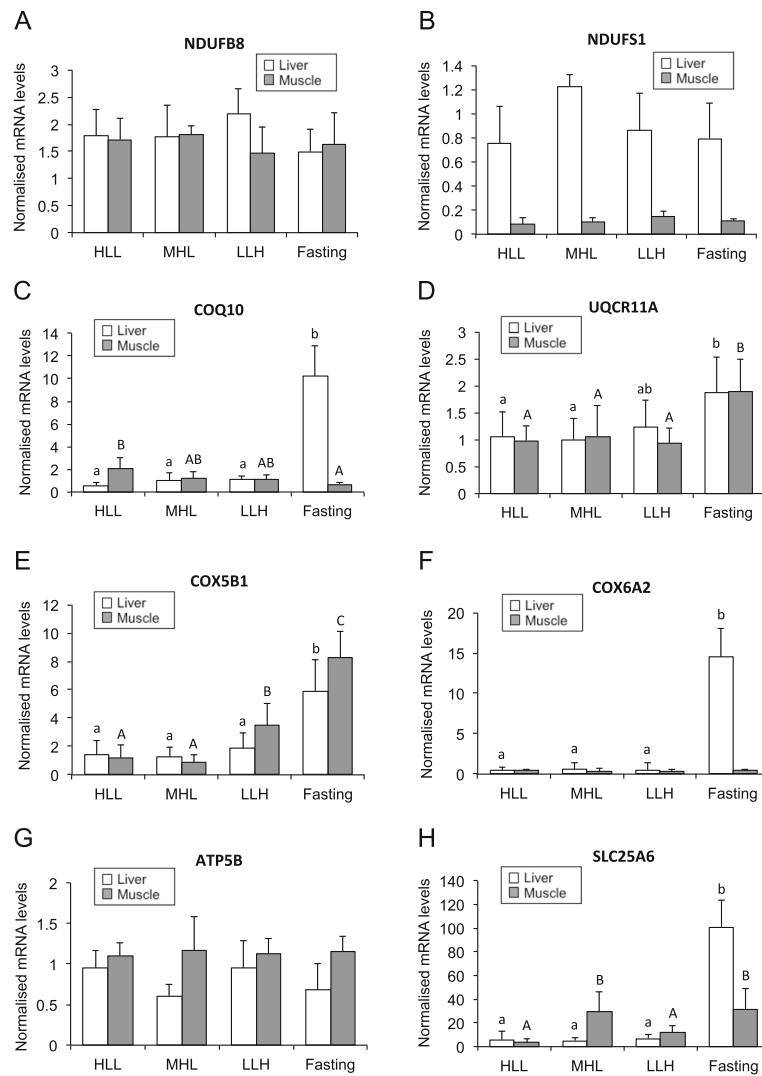 A
NDUFB8
Normalised mRNA levels
3
2.5
2
1.5
1
0.5
0
Liver
Muscle
HLL MHL LLH Fasting
B
NDUFS1
Normalised mRNA levels
1.4
1.2
1
0.8
0.6
0.4
0.2
0
Liver
Muscle
HLL MHL LLH Fasting
C
COQ10
Normalised mRNA levels
14
12
10
8
6
4
2
0
Liver
Muscle
a B a AB a AB b A
HLL MHL LLH Fasting
D
UQCR11A
Normalised mRNA levels
3
2.5
2
1.5
1
0.5
0
Liver
Muscle
a A a A ab A b B
HLL MHL LLH Fasting
E
COX5B1
Normalised mRNA levels
12
10
8
6
4
2
0
Liver
Muscle
a A a A a B b C
HLL MHL LLH Fasting
F
COX6A2
Normalised mRNA levels
20
15
10
5
0
Liver
Muscle
a a a b
HLL MHL LLH Fasting
G
ATP5B
Normalised mRNA levels
2
1.5
1
0.5
0
Liver
Muscle
HLL MHL LLH Fasting
H
SLC25A6
Normalised mRNA levels
140
120
100
80
60
40
20
0
Liver
Muscle
a A a B a A b B
HLL MHL LLH Fasting